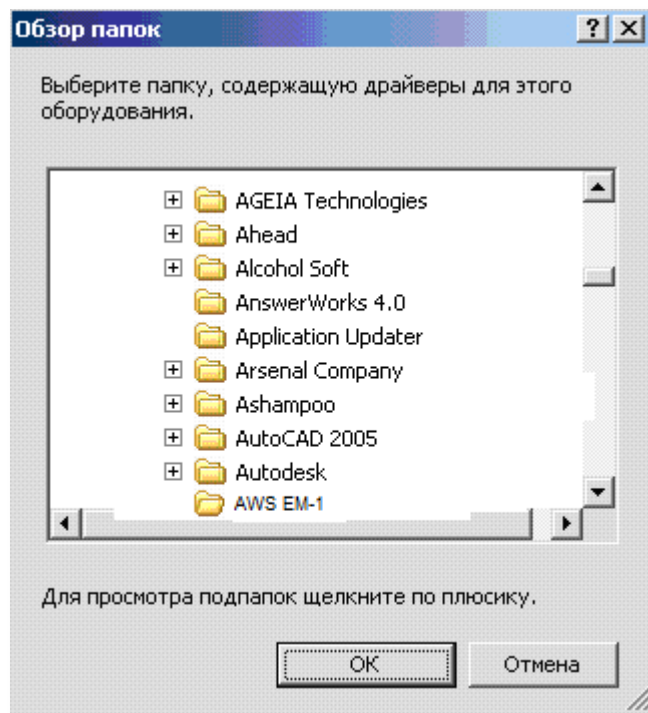 Обзор папок
Выберите папку, содержащую драйверы для этого
оборудования.
AGEIA Technologies
Ahead
Alcohol Soft
AnswerWorks 4.0
Application Updater
Arsenal Company
Ashampoo
AutoCAD 2005
Autodesk
AWS EM-1
Для просмотра подпапок щелкните по плюсику.
ОК
Отмена